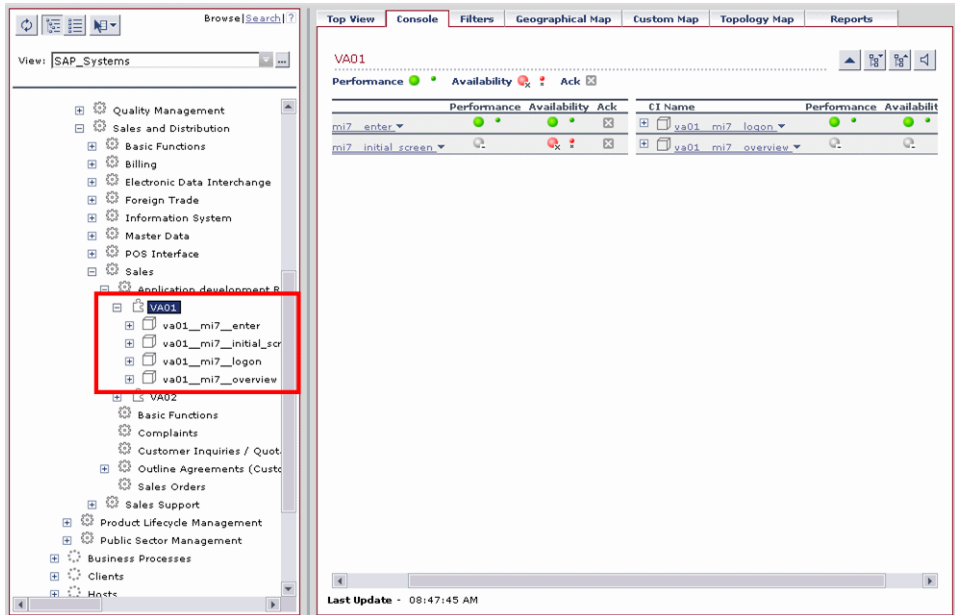 Browse|Search|?
View: SAP_Systems ...
Quality Management
Sales and Distribution
Basic Functions
Billing
Electronic Data Interchange
Foreign Trade
Information System
Master Data
POS Interface
Sales
Application development R
VA01
va01__mi7__enter
va01__mi7__initial_scr
va01__mi7__logon
va01__mi7__overview
VA02
Basic Functions
Complaints
Customer Inquiries / Quot
Outline Agreements (Custo
Sales Orders
Sales Support
Product Lifecycle Management
Public Sector Management
Business Processes
Clients
Hosts
Top View Console Filters Geographical Map Custom Map Topology Map Reports
VA01
Performance Availability Ack
Performance Availability Ack CI Name Performance Availabilit
mi7__enter va01__mi7__logon
mi7__initial_screen va01__mi7__overview
Last Update - 08:47:45 AM